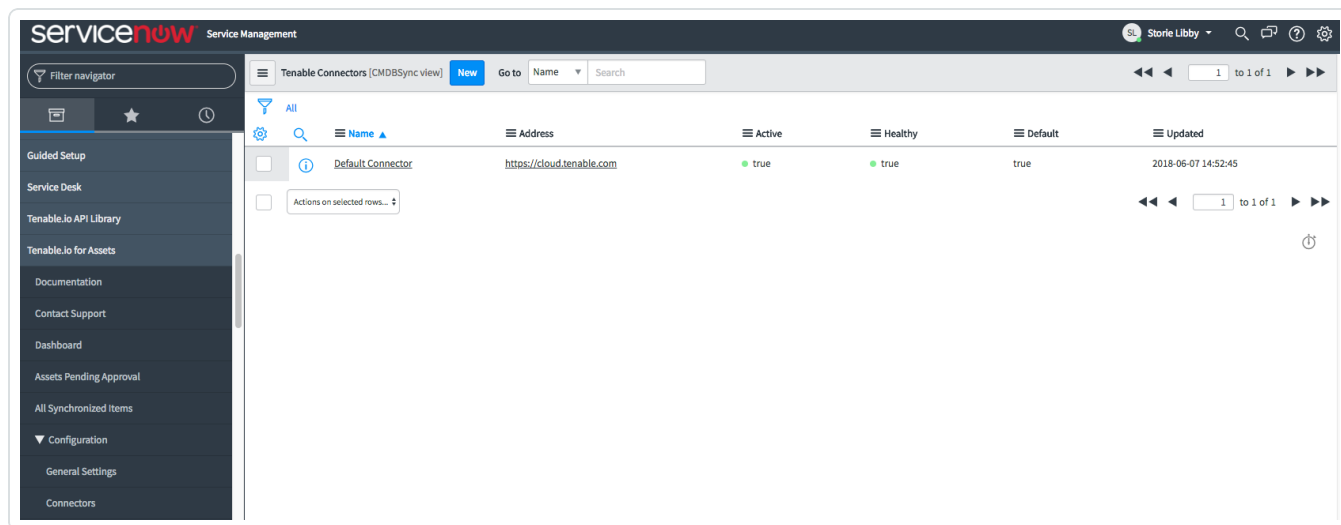 servicenow Service Management
SL Storie Libby
Filter navigator
Guided Setup
Service Desk
Tenable.io API Library
Tenable.io for Assets
Documentation
Contact Support
Dashboard
Assets Pending Approval
All Synchronized Items
Configuration
General Settings
Connectors
Tenable Connectors [CMDBSync view] New Go to Name Search 1 to 1 of 1
All
Name Address Active Healthy Default Updated
Default Connector https://cloud.tenable.com true true true 2018-06-07 14:52:45
Actions on selected rows... 1 to 1 of 1